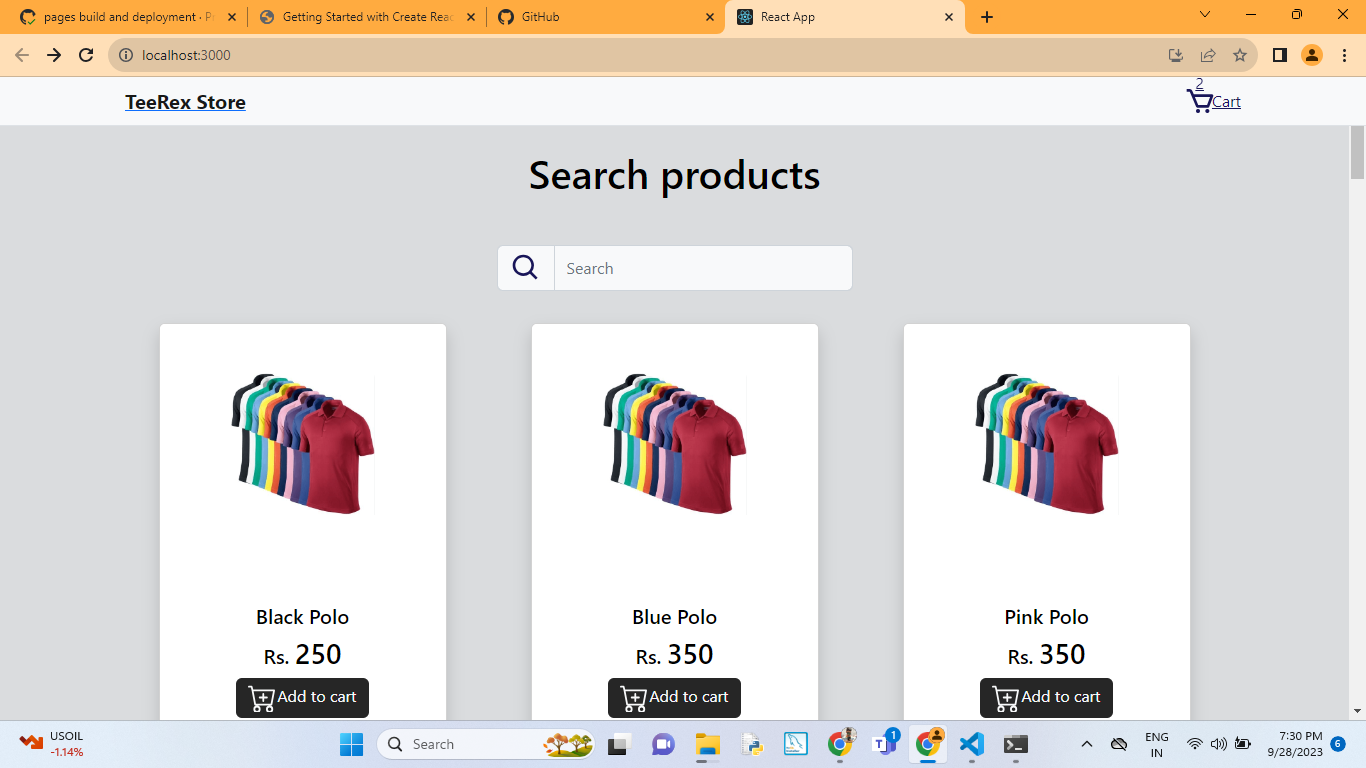 pages build and deployment · P
Getting Started with Create Reac
GitHub
React App
localhost:3000
TeeRex Store
2
Cart
Search products
Search
Black Polo
Blue Polo
Pink Polo
Rs. 250
Rs. 350
Rs. 350
Add to cart
Add to cart
Add to cart
USOIL
-1.14%
Search
1
ENG
IN
7:30 PM
9/28/2023
6